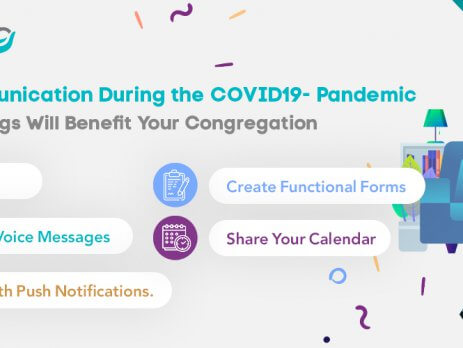 unication During the COVID19- Pandemic
gs Will Benefit Your Congregation
Create Functional Forms
Voice Messages
Share Your Calendar
th Push Notifications.